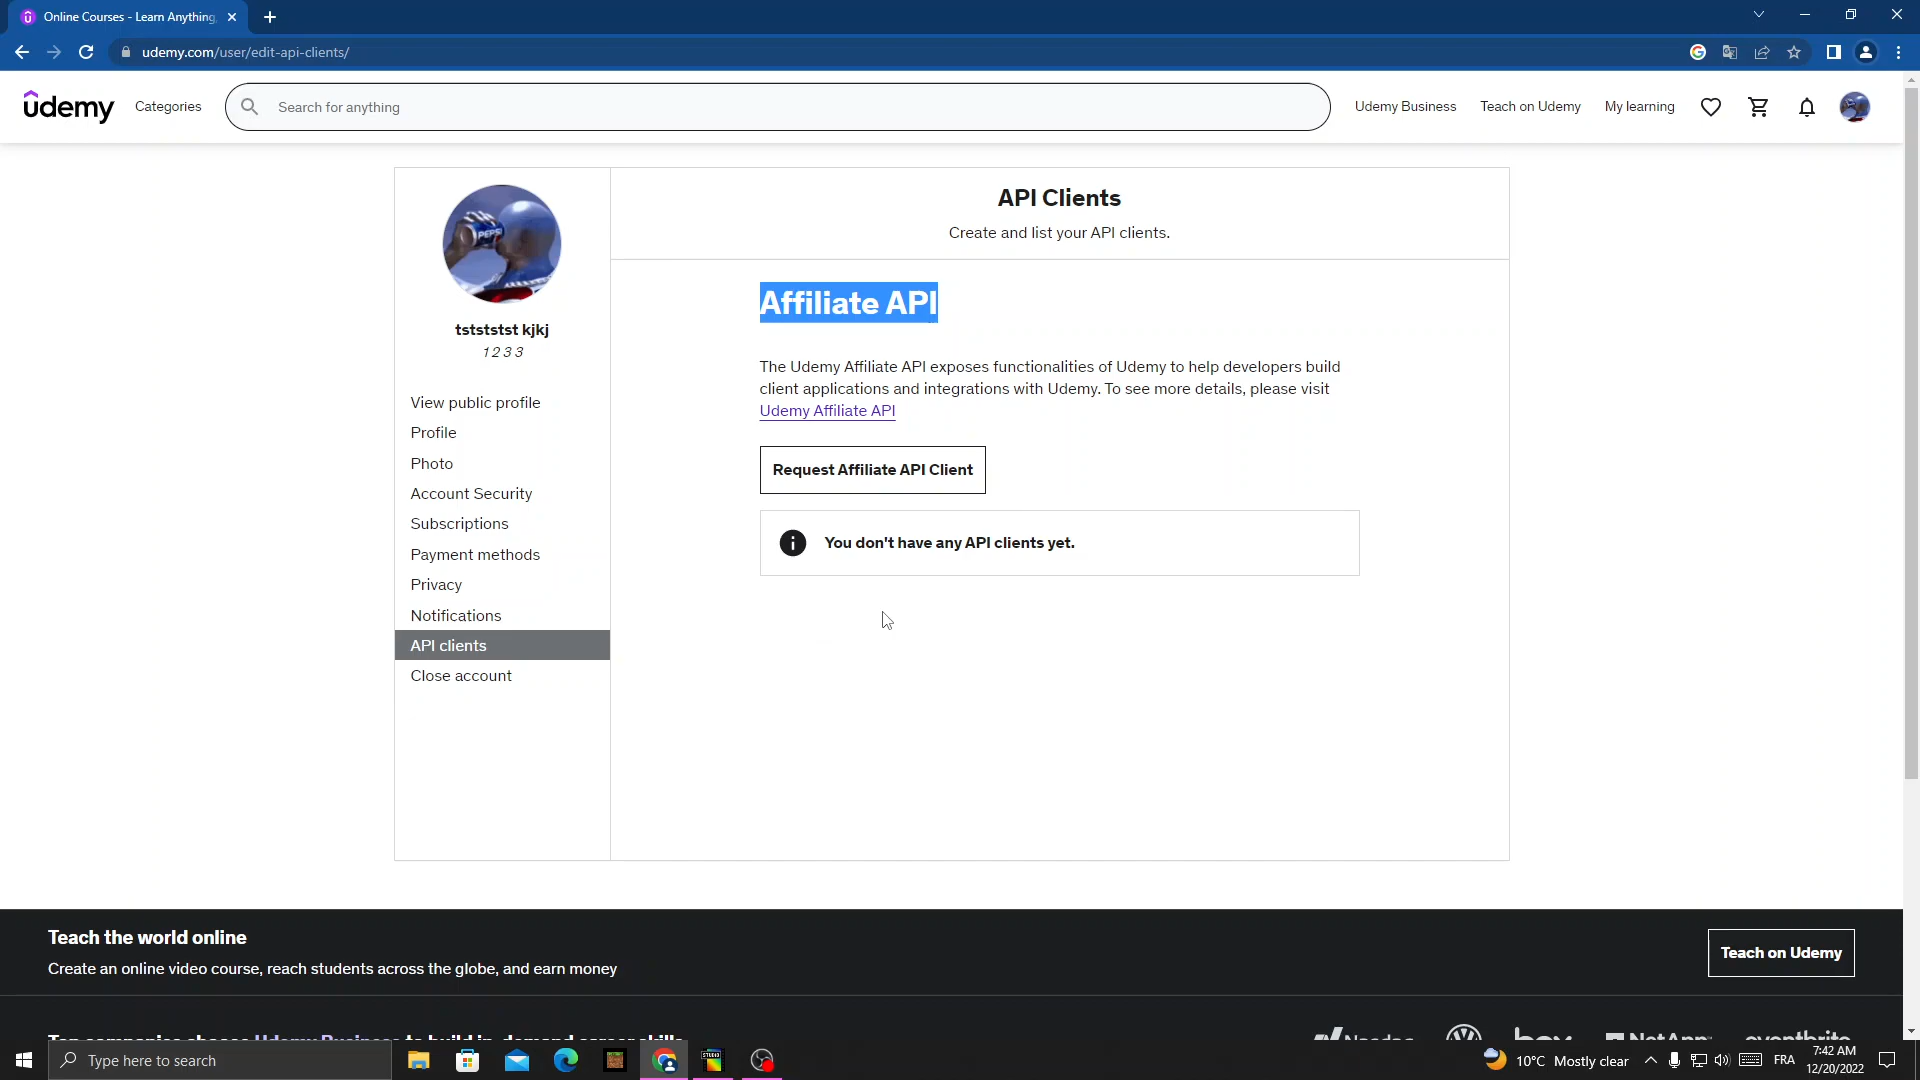 Online Courses - Learn Anything,
udemy.com/user/edit-api-clients/
udemy
Categories
Search for anything
Udemy Business
Teach on Udemy
My learning
PEPSI
tstststst kjkj
1 2 3 3
View public profile
Profile
Photo
Account Security
Subscriptions
Payment methods
Privacy
Notifications
API clients
Close account
API Clients
Create and list your API clients.
Affiliate API
The Udemy Affiliate API exposes functionalities of Udemy to help developers build
client applications and integrations with Udemy. To see more details, please visit
Udemy Affiliate API
Request Affiliate API Client
You don't have any API clients yet.
Teach the world online
Create an online video course, reach students across the globe, and earn money
Teach on Udemy
Top companies choose Udemy Business to build in-demand career skills.
Nasdaq
box
NetApp
eventbrite
Type here to search
STUDIO
10°C Mostly clear
FRA
7:42 AM
12/20/2022